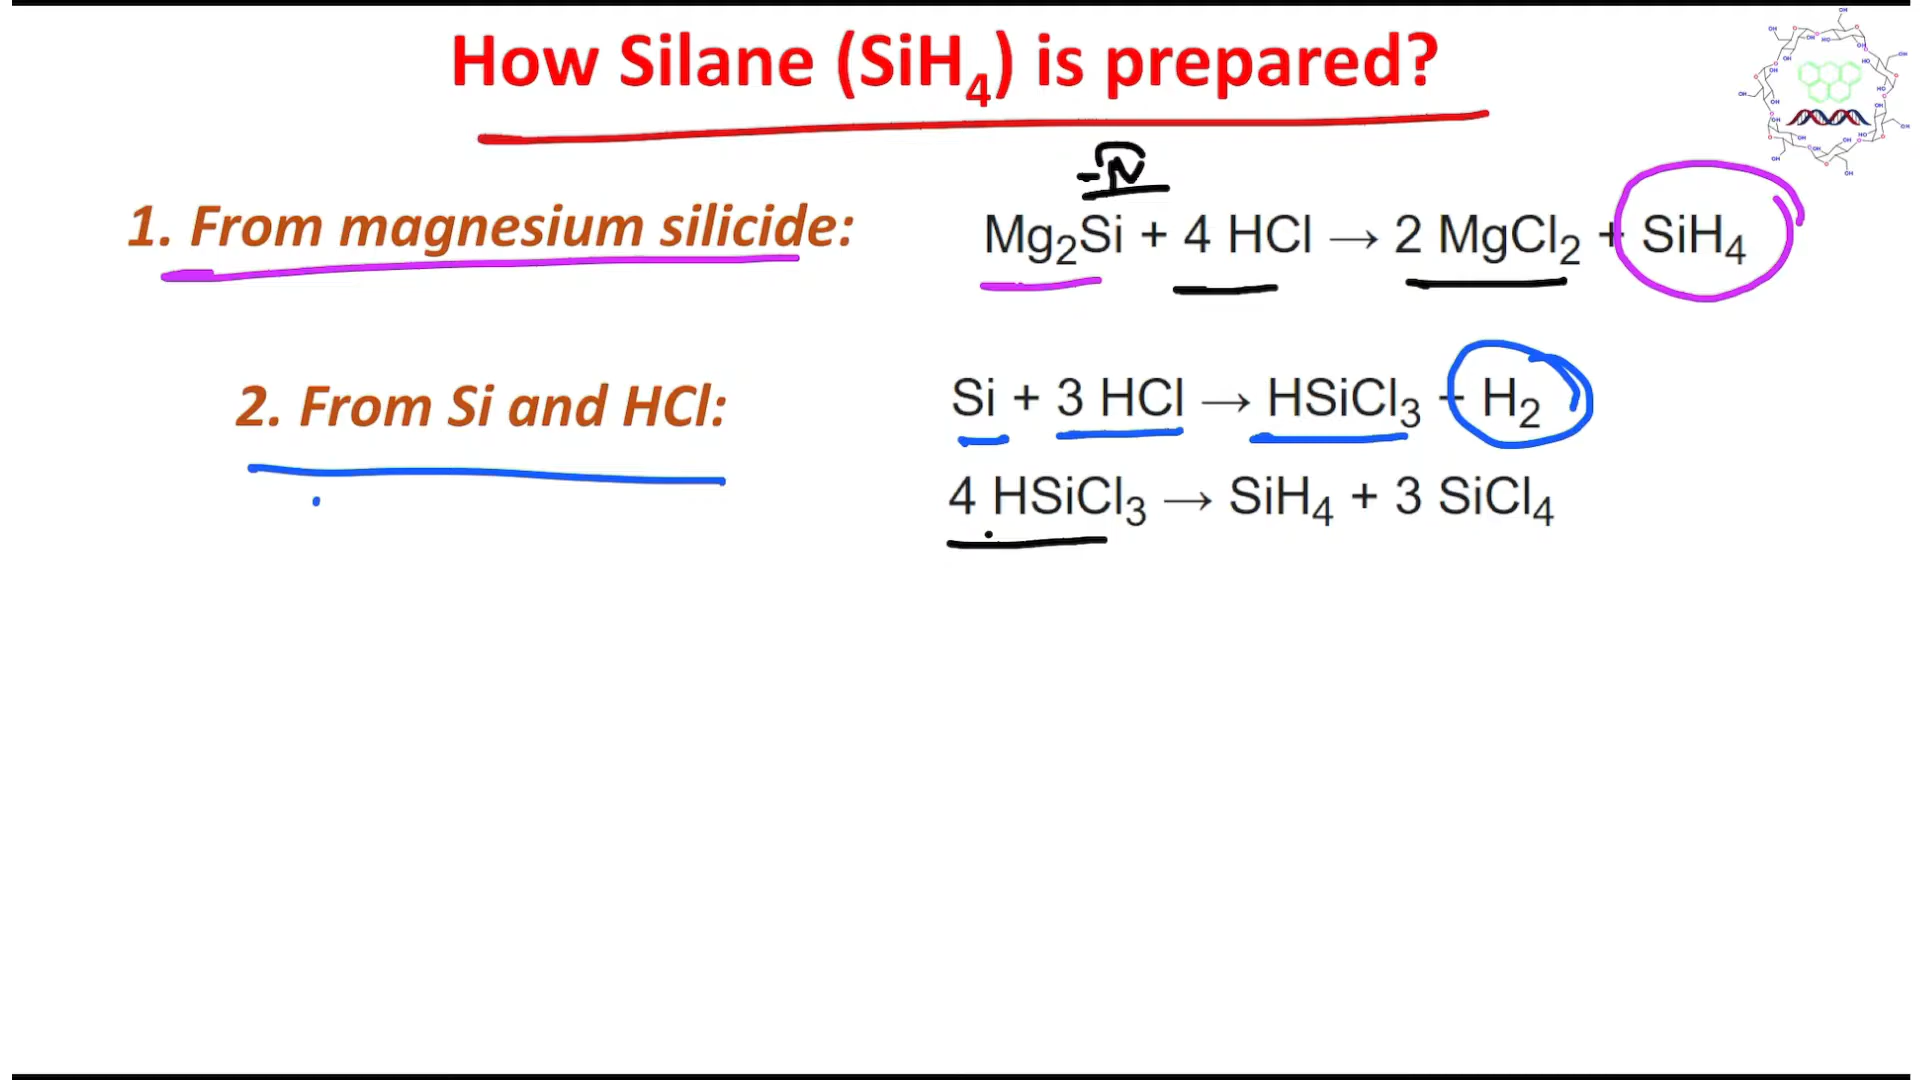 How Silane (SiH₄) is prepared?
-IV
1. From magnesium silicide: Mg₂Si + 4 HCl → 2 MgCl₂ + SiH₄
2. From Si and HCl: Si + 3 HCl → HSiCl₃ + H₂
4 HSiCl₃ → SiH₄ + 3 SiCl₄